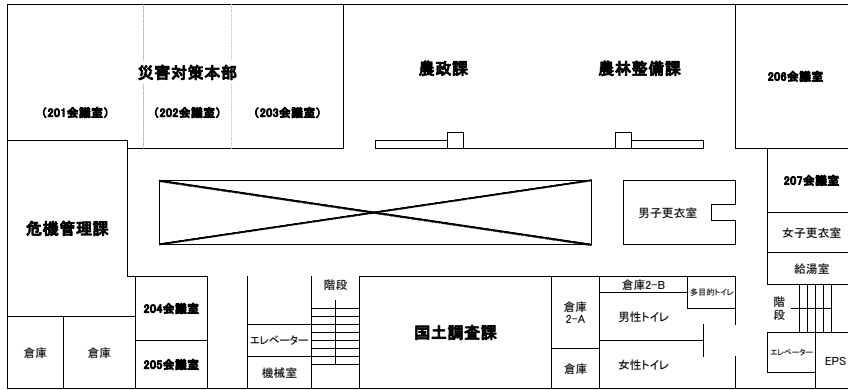 災害対策本部
(201会議室)
(202会議室)
(203会議室)
農政課
農林整備課
206会議室
207会議室
危機管理課
男子更衣室
女子更衣室
給湯室
204会議室
205会議室
倉庫
倉庫
階段
エレベーター
機械室
国土調査課
倉庫
2-A
倉庫
倉庫2-B
多目的トイレ
男性トイレ
女性トイレ
階
段
エレベーター
EPS